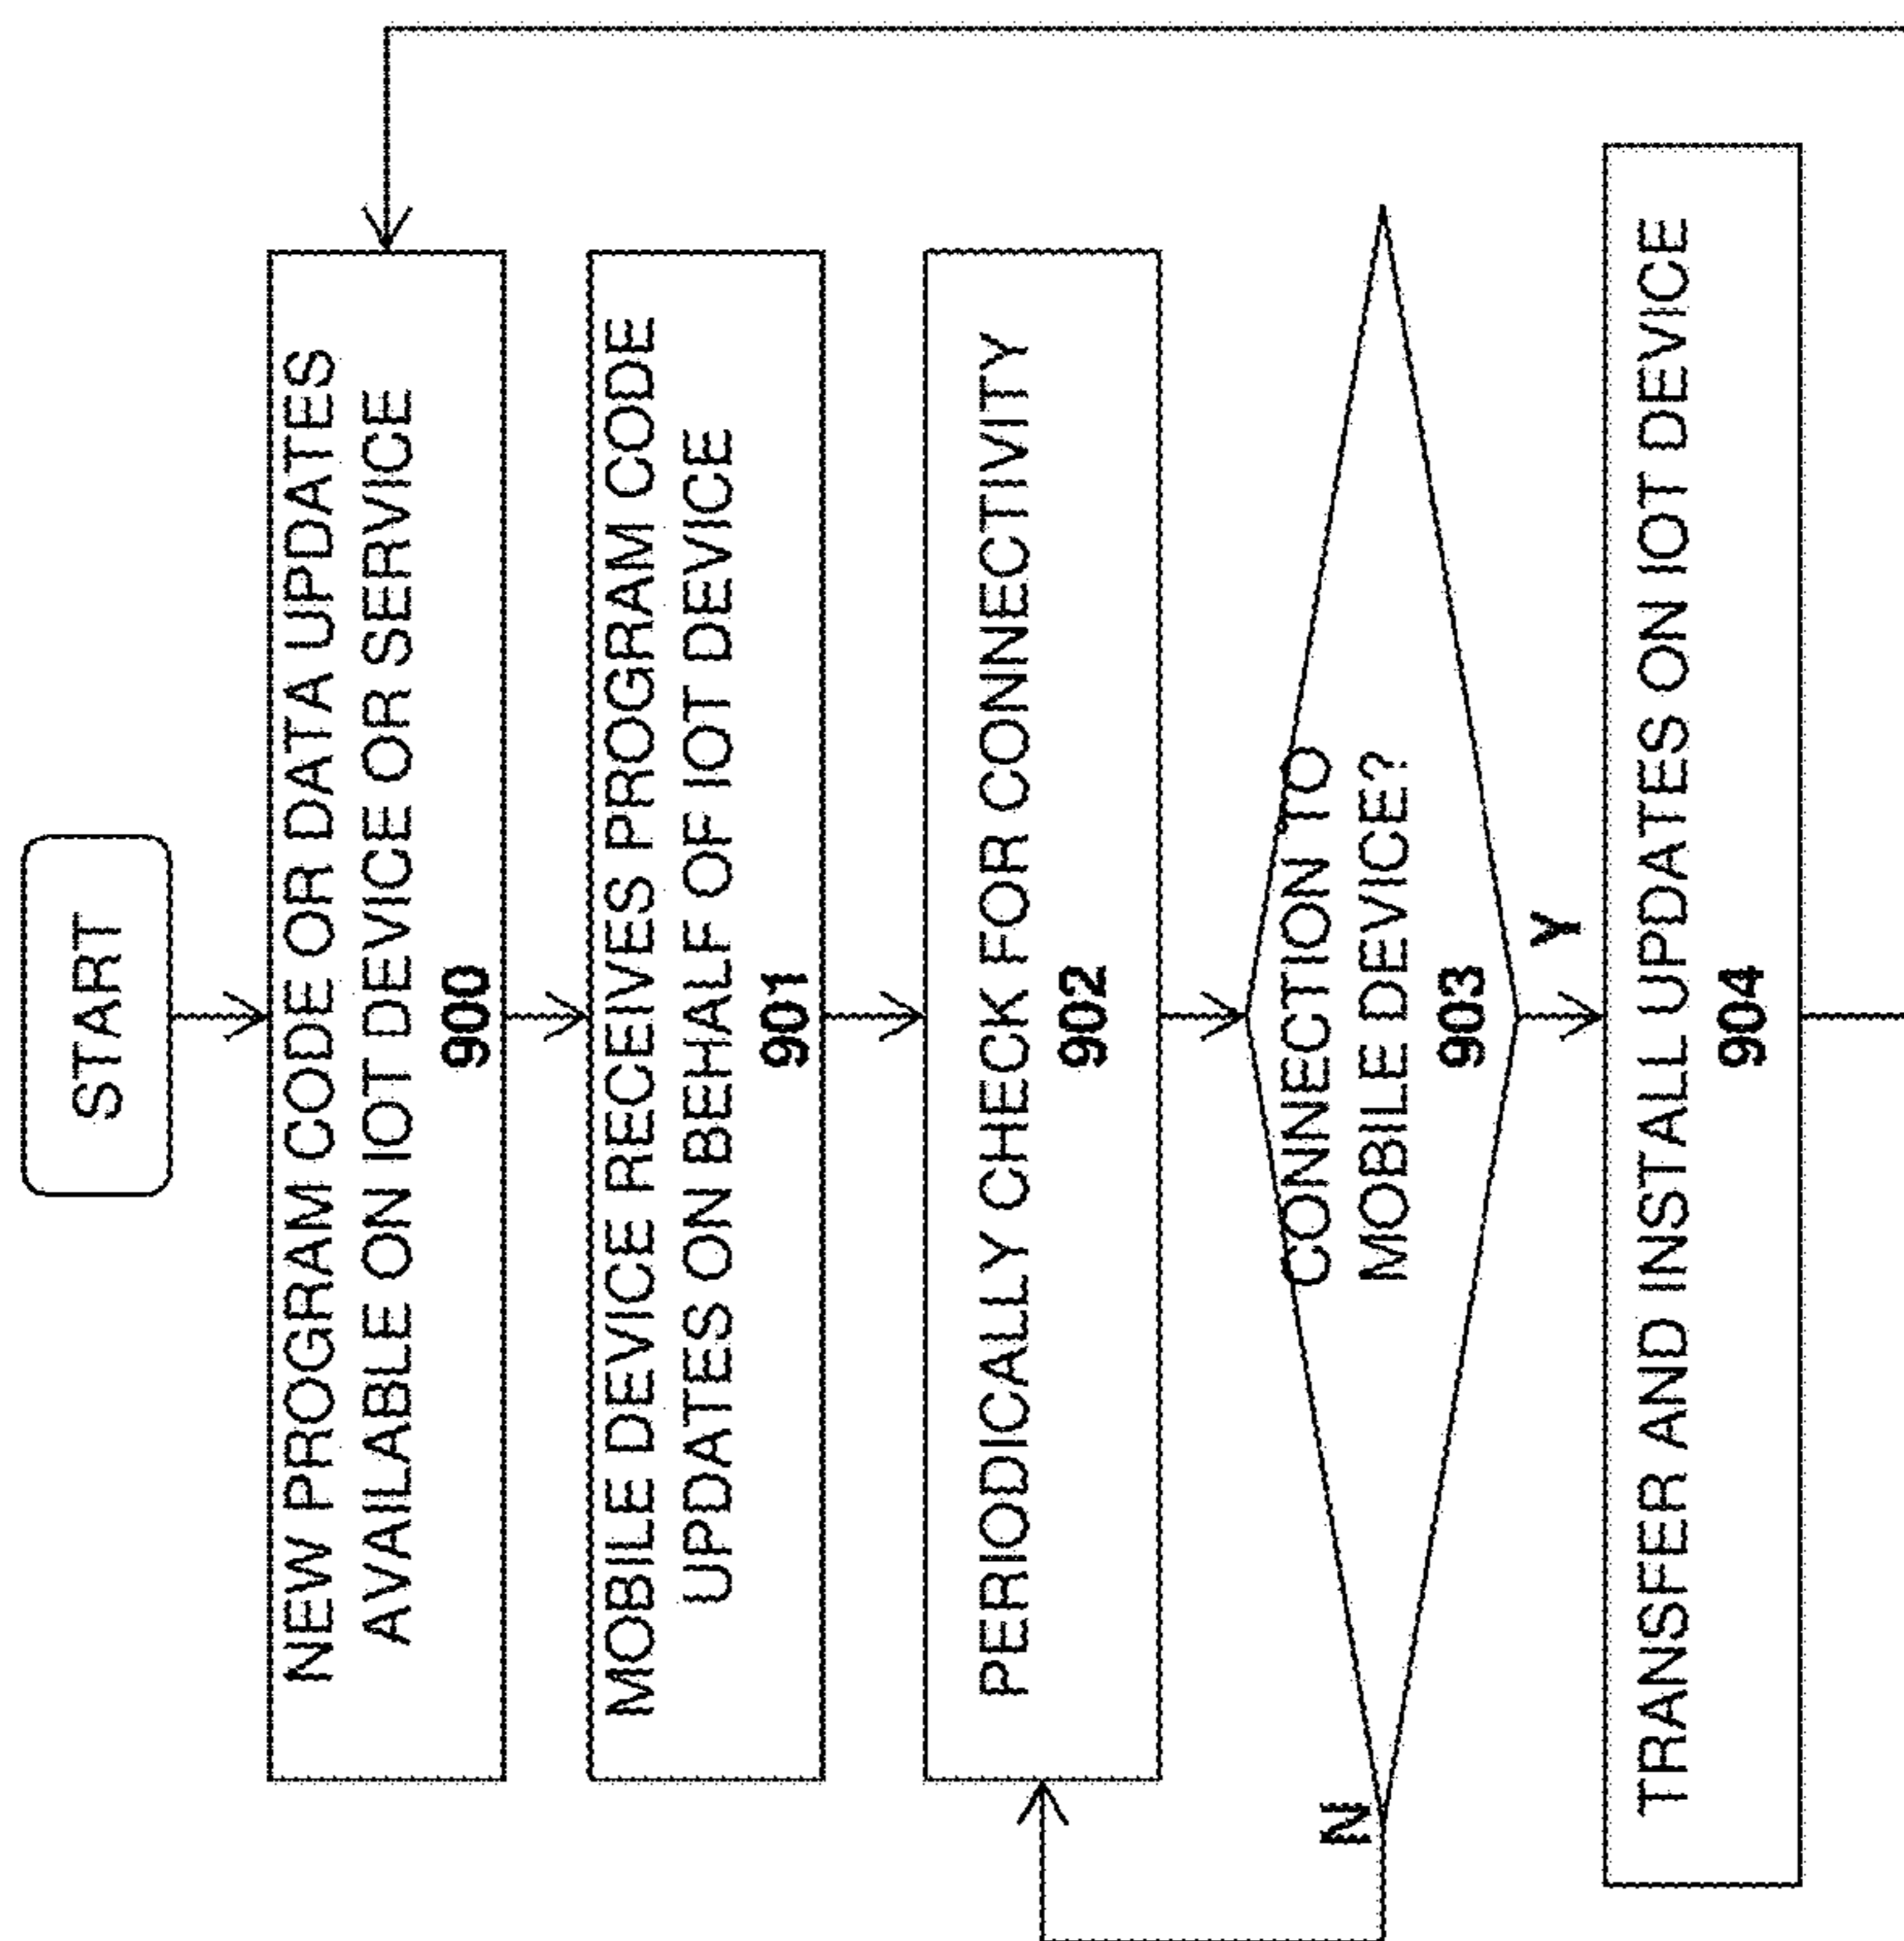 START
NEW PROGRAM CODE OR DATA UPDATES
AVAILABLE ON IOT DEVICE OR SERVICE
900
MOBILE DEVICE RECEIVES PROGRAM CODE
UPDATES ON BEHALF OF IOT DEVICE
901
PERIODICALLY CHECK FOR CONNECTIVITY
902
CONNECTION TO
MOBILE DEVICE?
903
N
Y
TRANSFER AND INSTALL UPDATES ON IOT DEVICE
904